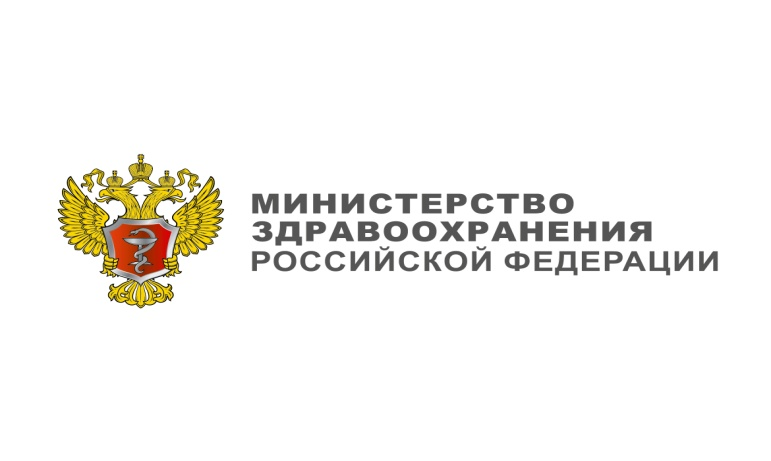 МИНИСТЕРСТВО
ЗДРАВООХРАНЕНИЯ
РОССИЙСКОЙ ФЕДЕРАЦИИ